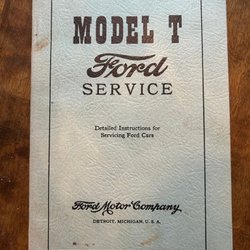 MODEL T
Ford
SERVICE
Detailed Instructions for
Servicing Ford Cars
Ford Motor Company
DETROIT, MICHIGAN, U. S. A.